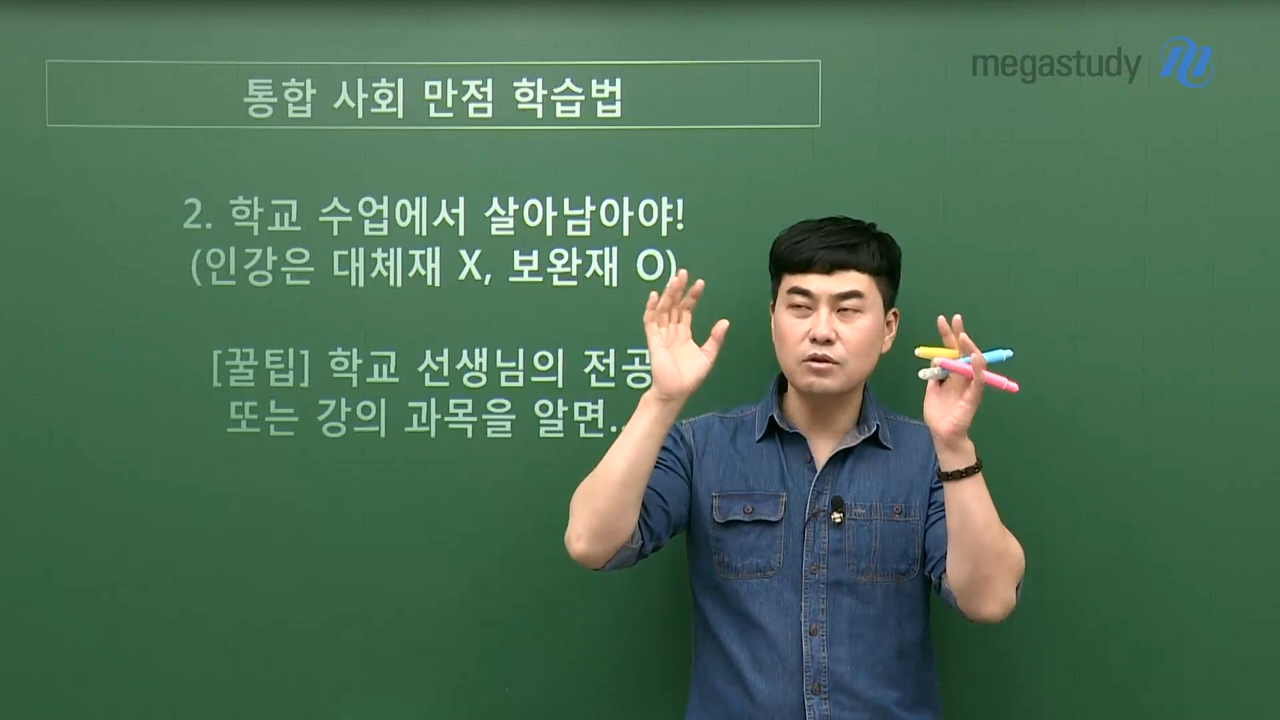 megastudy
통합 사회 만점 학습법
2. 학교 수업에서 살아남아야!
(인강은 대체재 X, 보완재 O)
[꿀팁] 학교 선생님의 전공
또는 강의 과목을 알면..